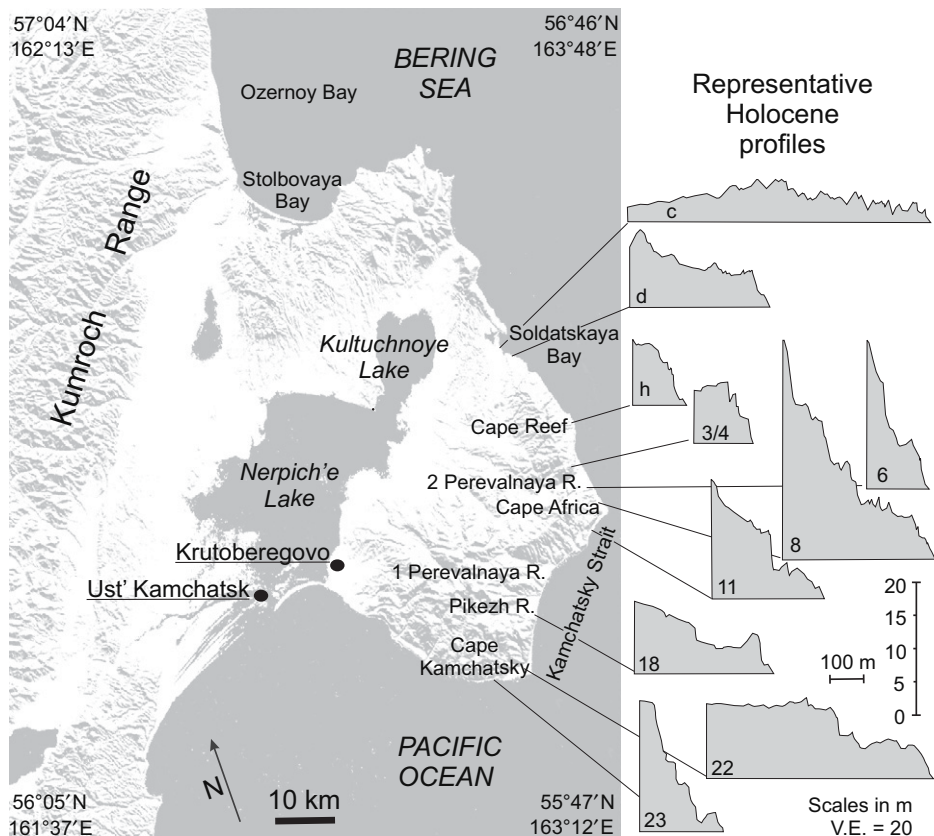 57°04′N
162°13′E
56°46′N
163°48′E
BERING
SEA
Ozernoy Bay
Stolbovaya
Bay
Kumroch Range
Kultuchnoye
Lake
Soldatskaya
Bay
Cape Reef
Nerpich’e
Lake
2 Perevalnaya R.
Cape Africa
Krutoberegovo
Ust’ Kamchatsk
1 Perevalnaya R.
Pikezh R.
Cape
Kamchatsky
Kamchatsky Strait
PACIFIC
OCEAN
N
10 km
56°05′N
161°37′E
55°47′N
163°12′E
Representative
Holocene
profiles
c
d
h
3/4
6
8
11
18
22
23
100 m
20
15
10
5
0
Scales in m
V.E. = 20